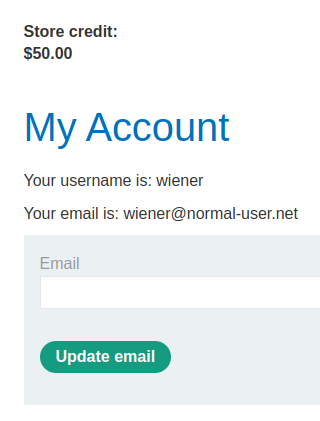 Store credit:
$50.00
My Account
Your username is: wiener
Your email is: wiener@normal-user.net
Email
Update email